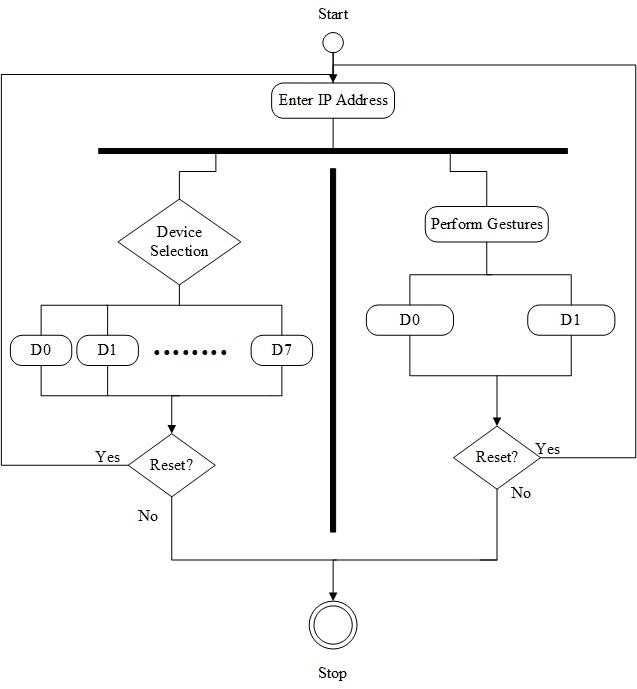 Start
Enter IP Address
Device
Selection
Perform Gestures
D0
D1
D7
D0
D1
Yes
Reset?
No
Reset?
Yes
No
Stop